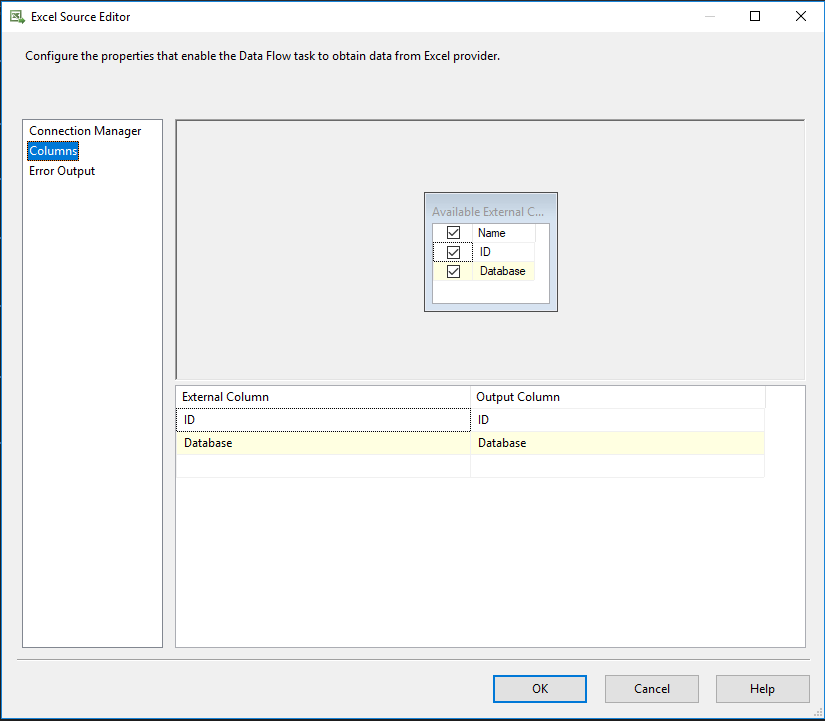 Excel Source Editor
Configure the properties that enable the Data Flow task to obtain data from Excel provider.
Connection Manager
Columns
Error Output
Available External C...
Name
ID
Database
External Column Output Column
ID ID
Database Database
OK Cancel Help